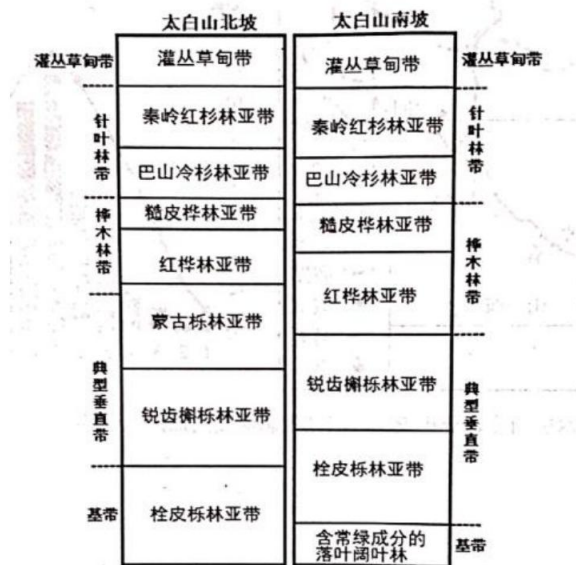 太白山北坡
太白山南坡
灌丛草甸带
灌丛草甸带
灌丛草甸带
灌丛草甸带
针叶林带
秦岭红杉林亚带
秦岭红杉林亚带
针叶林带
巴山冷杉林亚带
巴山冷杉林亚带
桦木林带
糙皮桦林亚带
糙皮桦林亚带
桦木林带
红桦林亚带
红桦林亚带
典型垂直带
蒙古栎林亚带
锐齿槲栎林亚带
锐齿槲栎林亚带
典型垂直带
栓皮栎林亚带
基带
栓皮栎林亚带
含常绿成分的
落叶阔叶林
基带